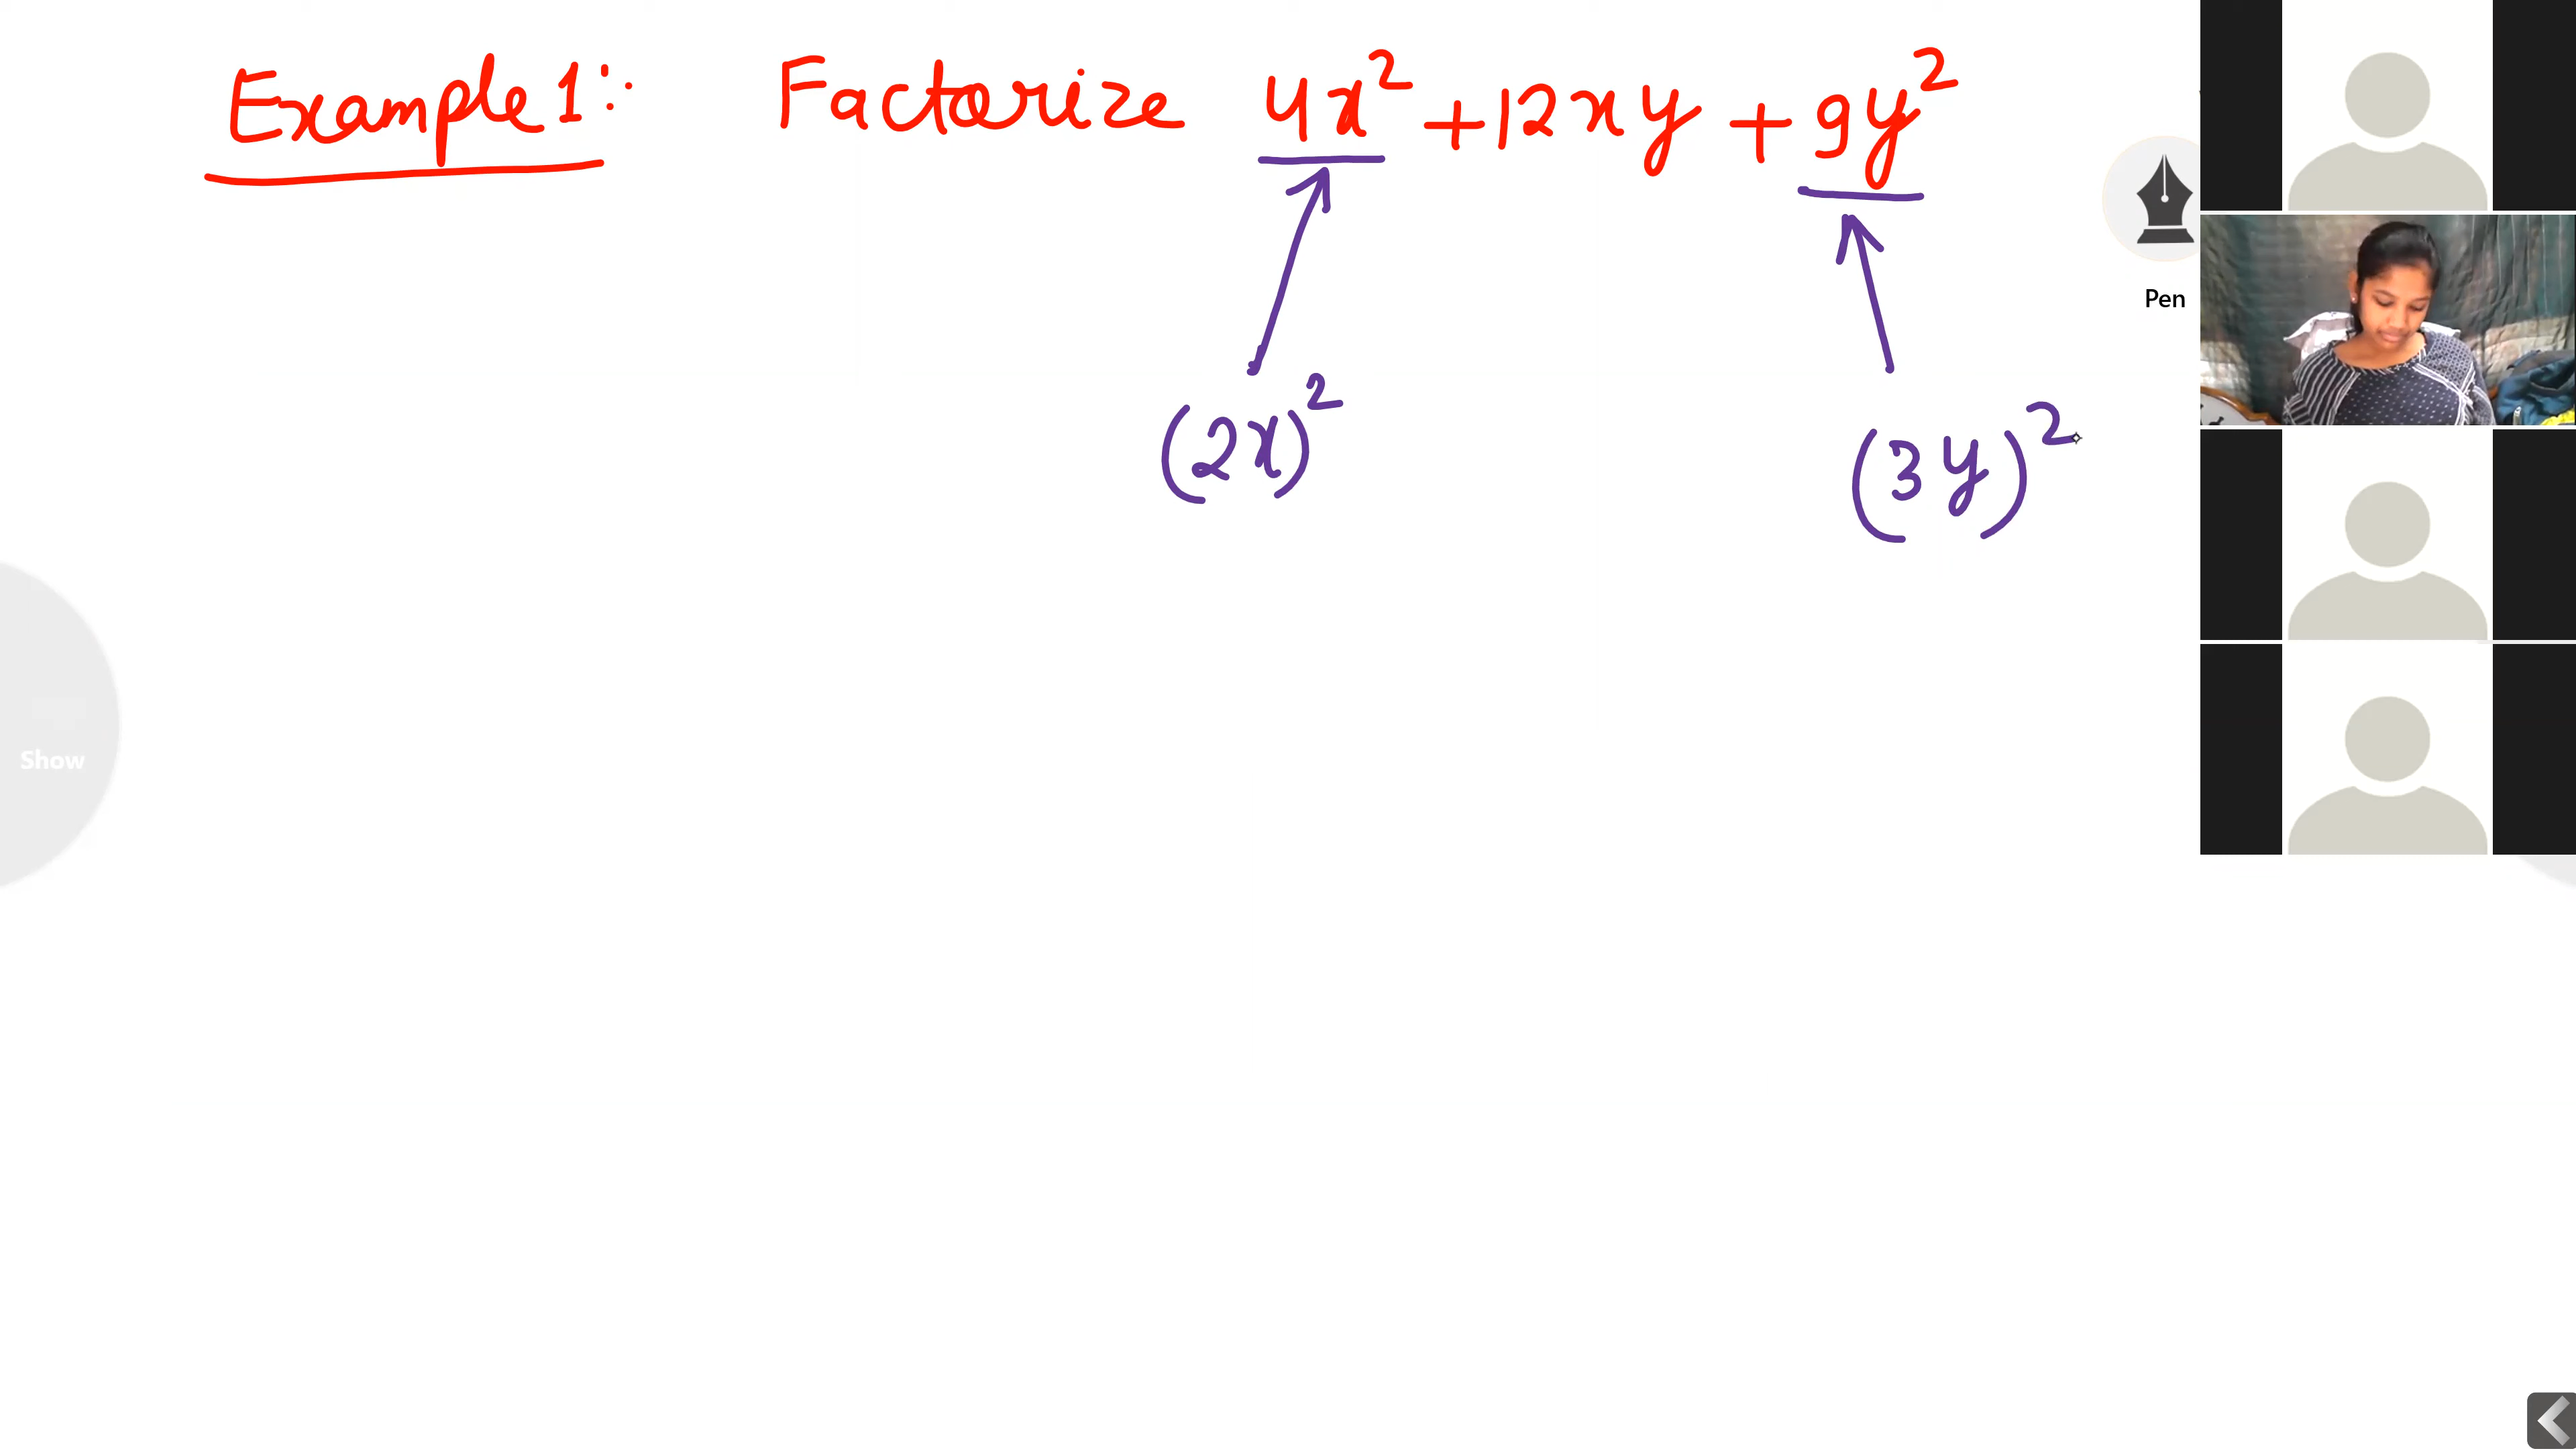 Example 1:- Factorize 4x² + 12xy + 9y²
Pen
(2x)² (3y)²
Show